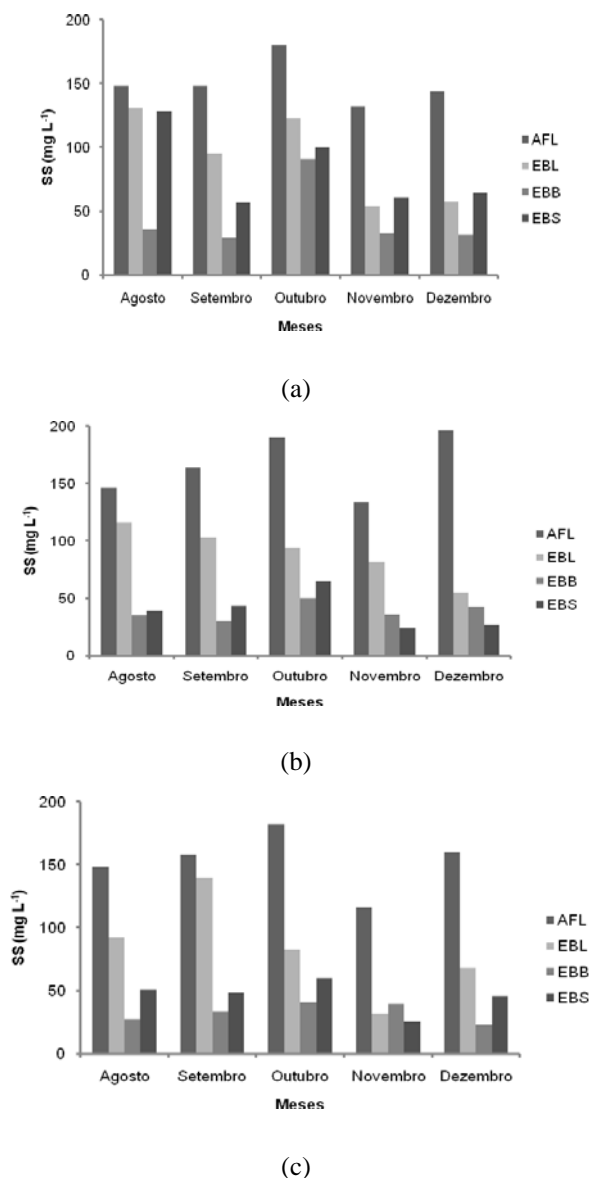 200
150
100
50
0
SS (mg L-1)
Agosto Setembro Outubro Novembro Dezembro
Meses
AFL
EBL
EBB
EBS
(a)
200
150
100
50
0
SS (mg L-1)
Agosto Setembro Outubro Novembro Dezembro
Meses
AFL
EBL
EBB
EBS
(b)
200
150
100
50
0
SS (mg L-1)
Agosto Setembro Outubro Novembro Dezembro
Meses
AFL
EBL
EBB
EBS
(c)